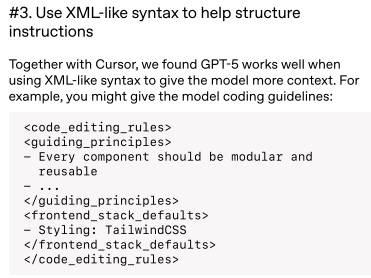 #3. Use XML-like syntax to help structure
instructions
Together with Cursor, we found GPT-5 works well when
using XML-like syntax to give the model more context. For
example, you might give the model coding guidelines:
<code_editing_rules>
<guiding_principles>
– Every component should be modular and
reusable
– ...
</guiding_principles>
<frontend_stack_defaults>
– Styling: TailwindCSS
</frontend_stack_defaults>
</code_editing_rules>